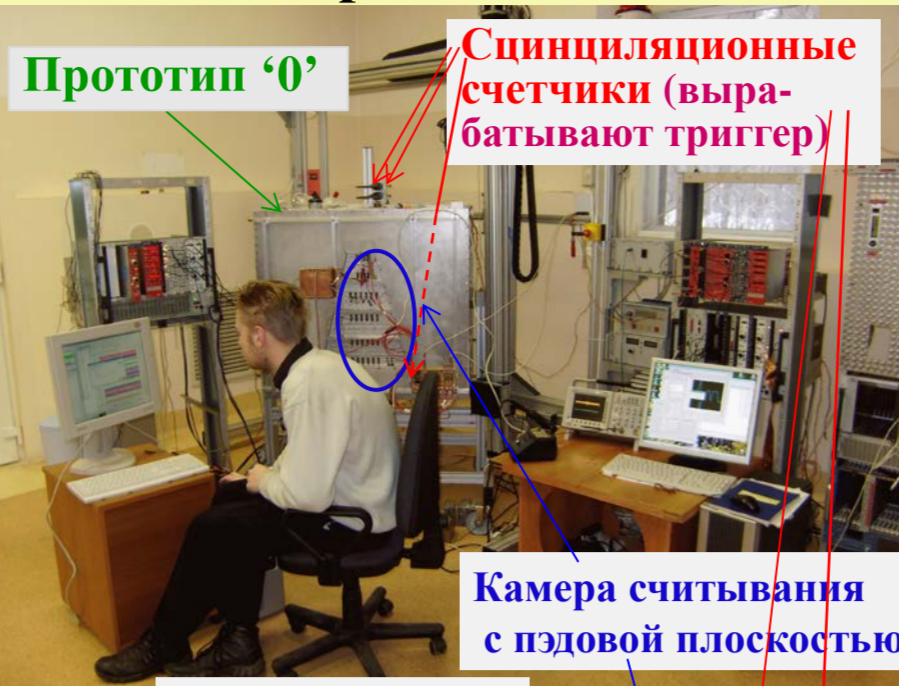 Прототип ‘0’
Сцинциляционные
счетчики (выра-
батывают триггер)
Камера считывания
с пэдовой плоскостью